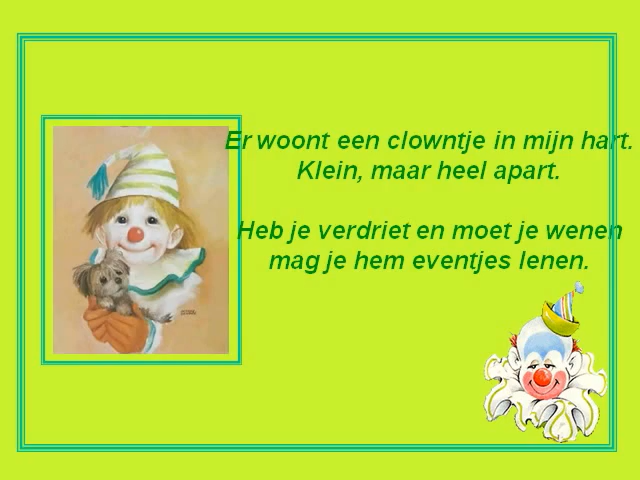 Er woont een clowntje in mijn hart.
Klein, maar heel apart.
Heb je verdriet en moet je wenen
mag je hem eventjes lenen.